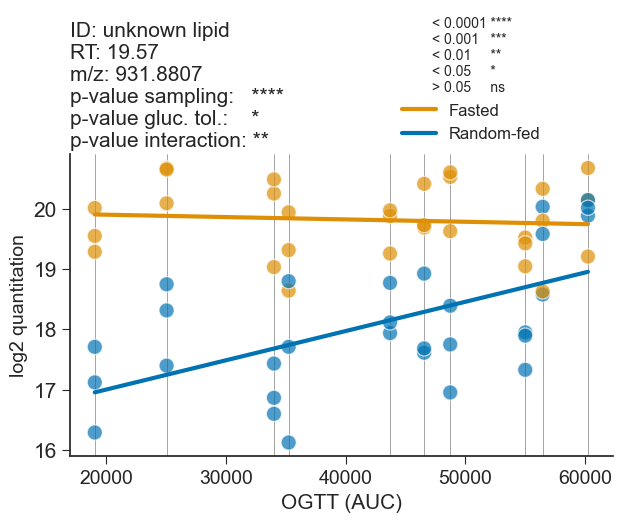 ID: unknown lipid
RT: 19.57
m/z: 931.8807
p-value sampling: ****
p-value gluc. tol.: *
p-value interaction: **
< 0.0001 ****
< 0.001 ***
< 0.01 **
< 0.05 *
> 0.05 ns
Fasted
Random-fed
log2 quantitation
20
19
18
17
16
20000 30000 40000 50000 60000
OGTT (AUC)